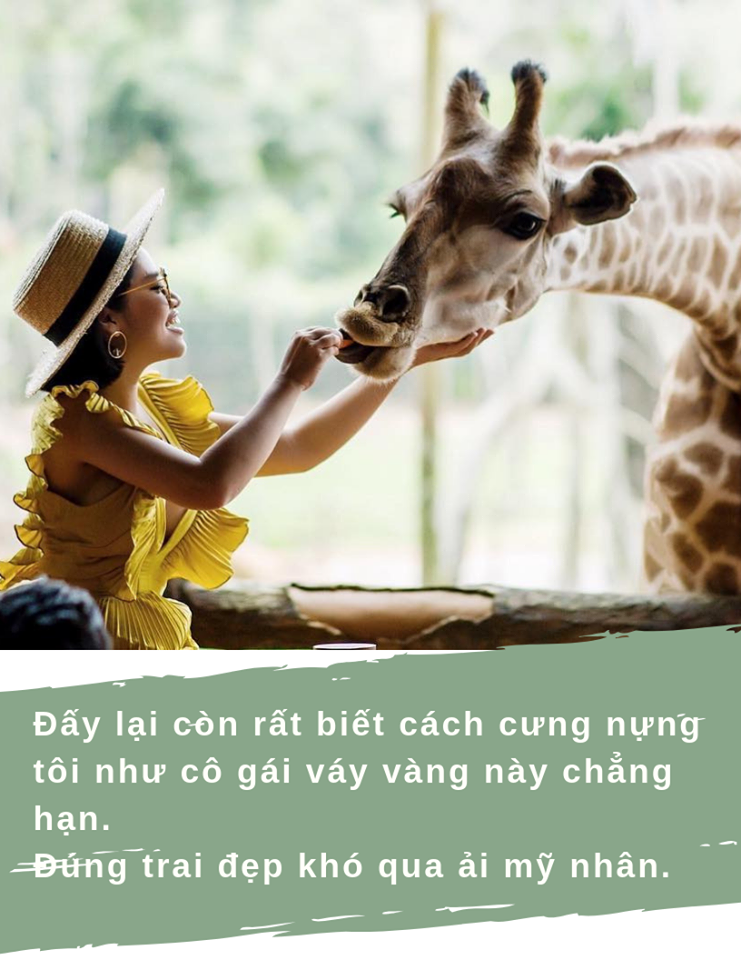 Đấy lại còn rất biết cách cưng nựng
tôi như cô gái váy vàng này chẳng
hạn.
Đúng trai đẹp khó qua ải mỹ nhân.